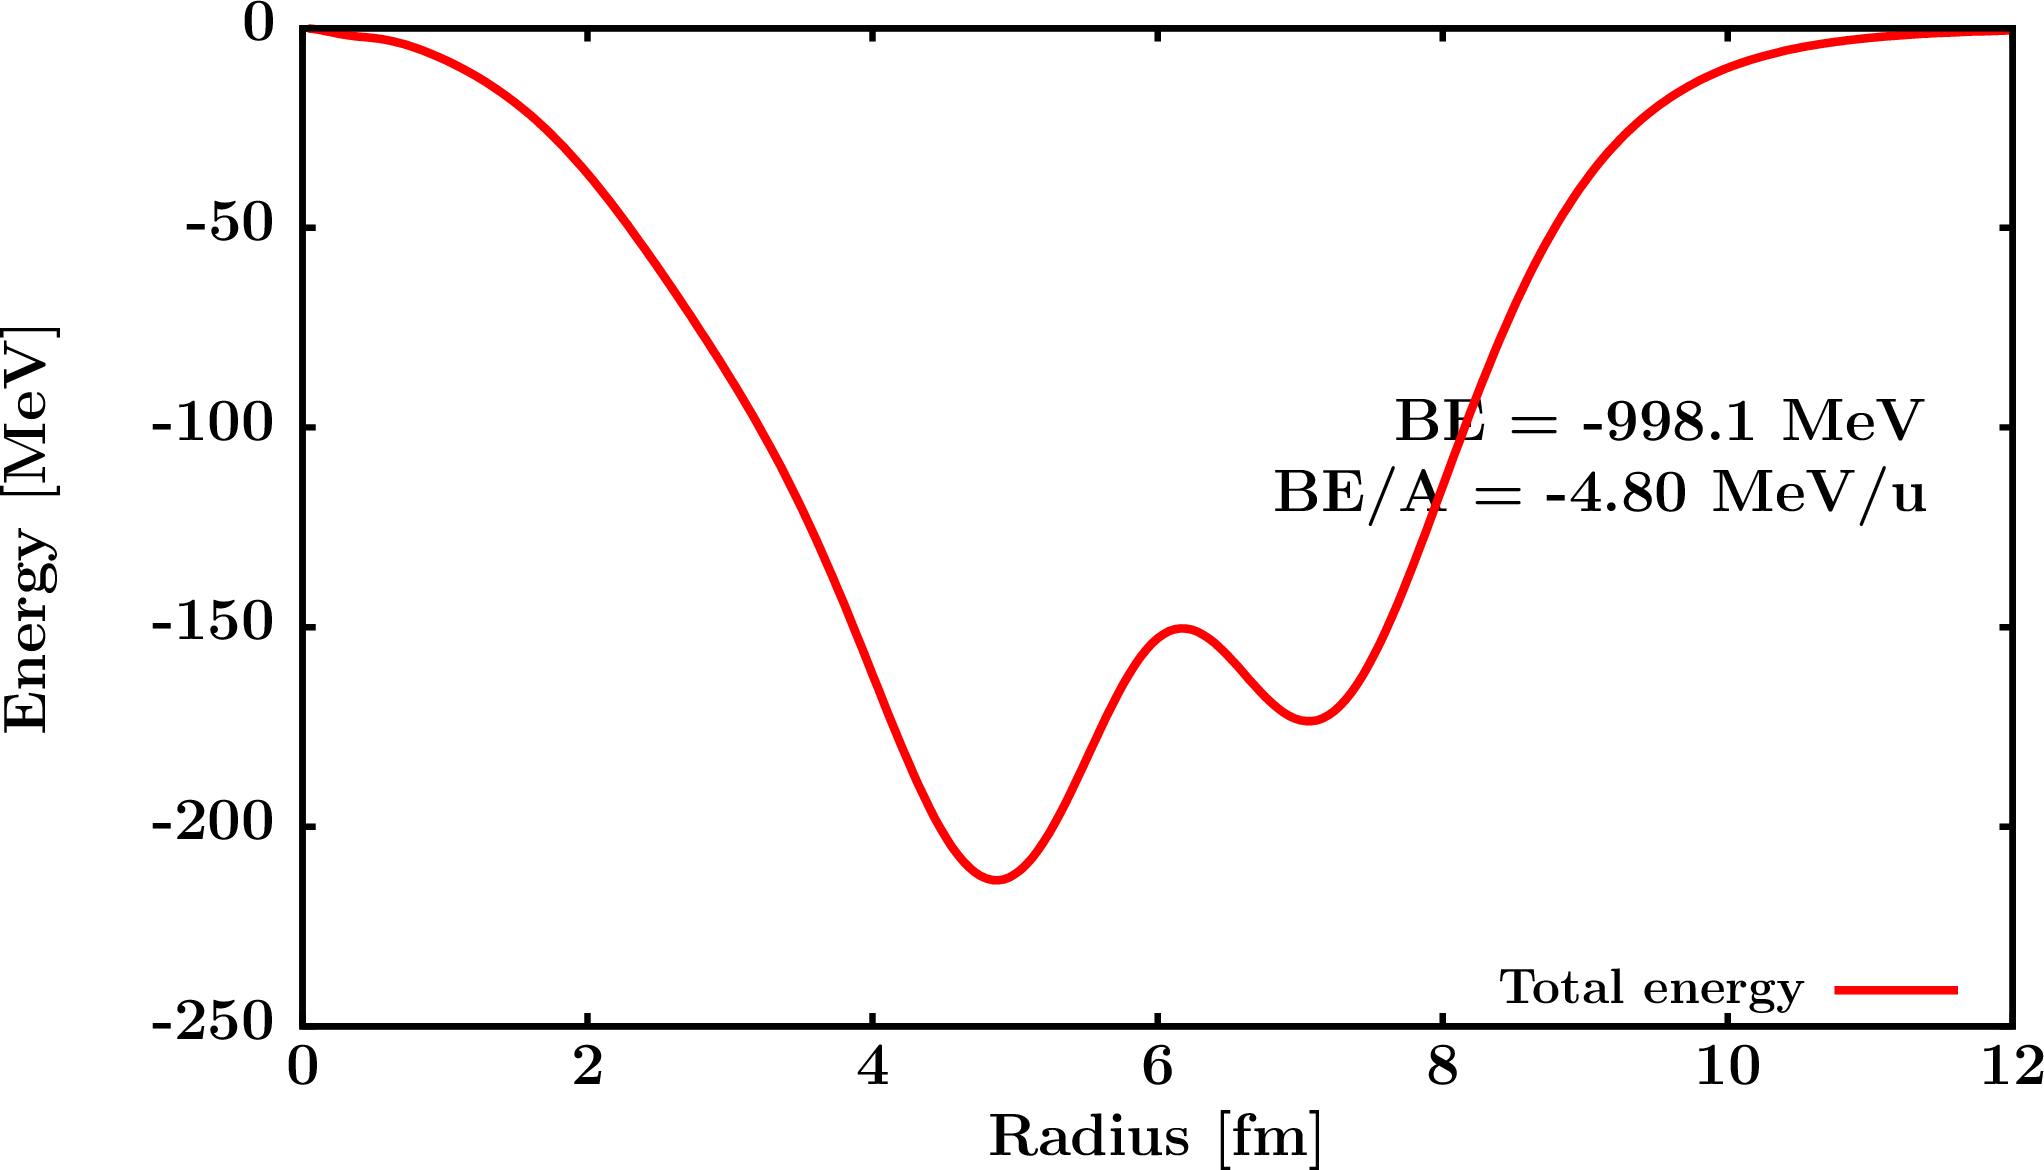 -0
-50
-100
-150
-200
-250
0 2 4 6 8 10 12
Energy [MeV]
Radius [fm]
BE = -998.1 MeV
BE/A = -4.80 MeV/u
Total energy